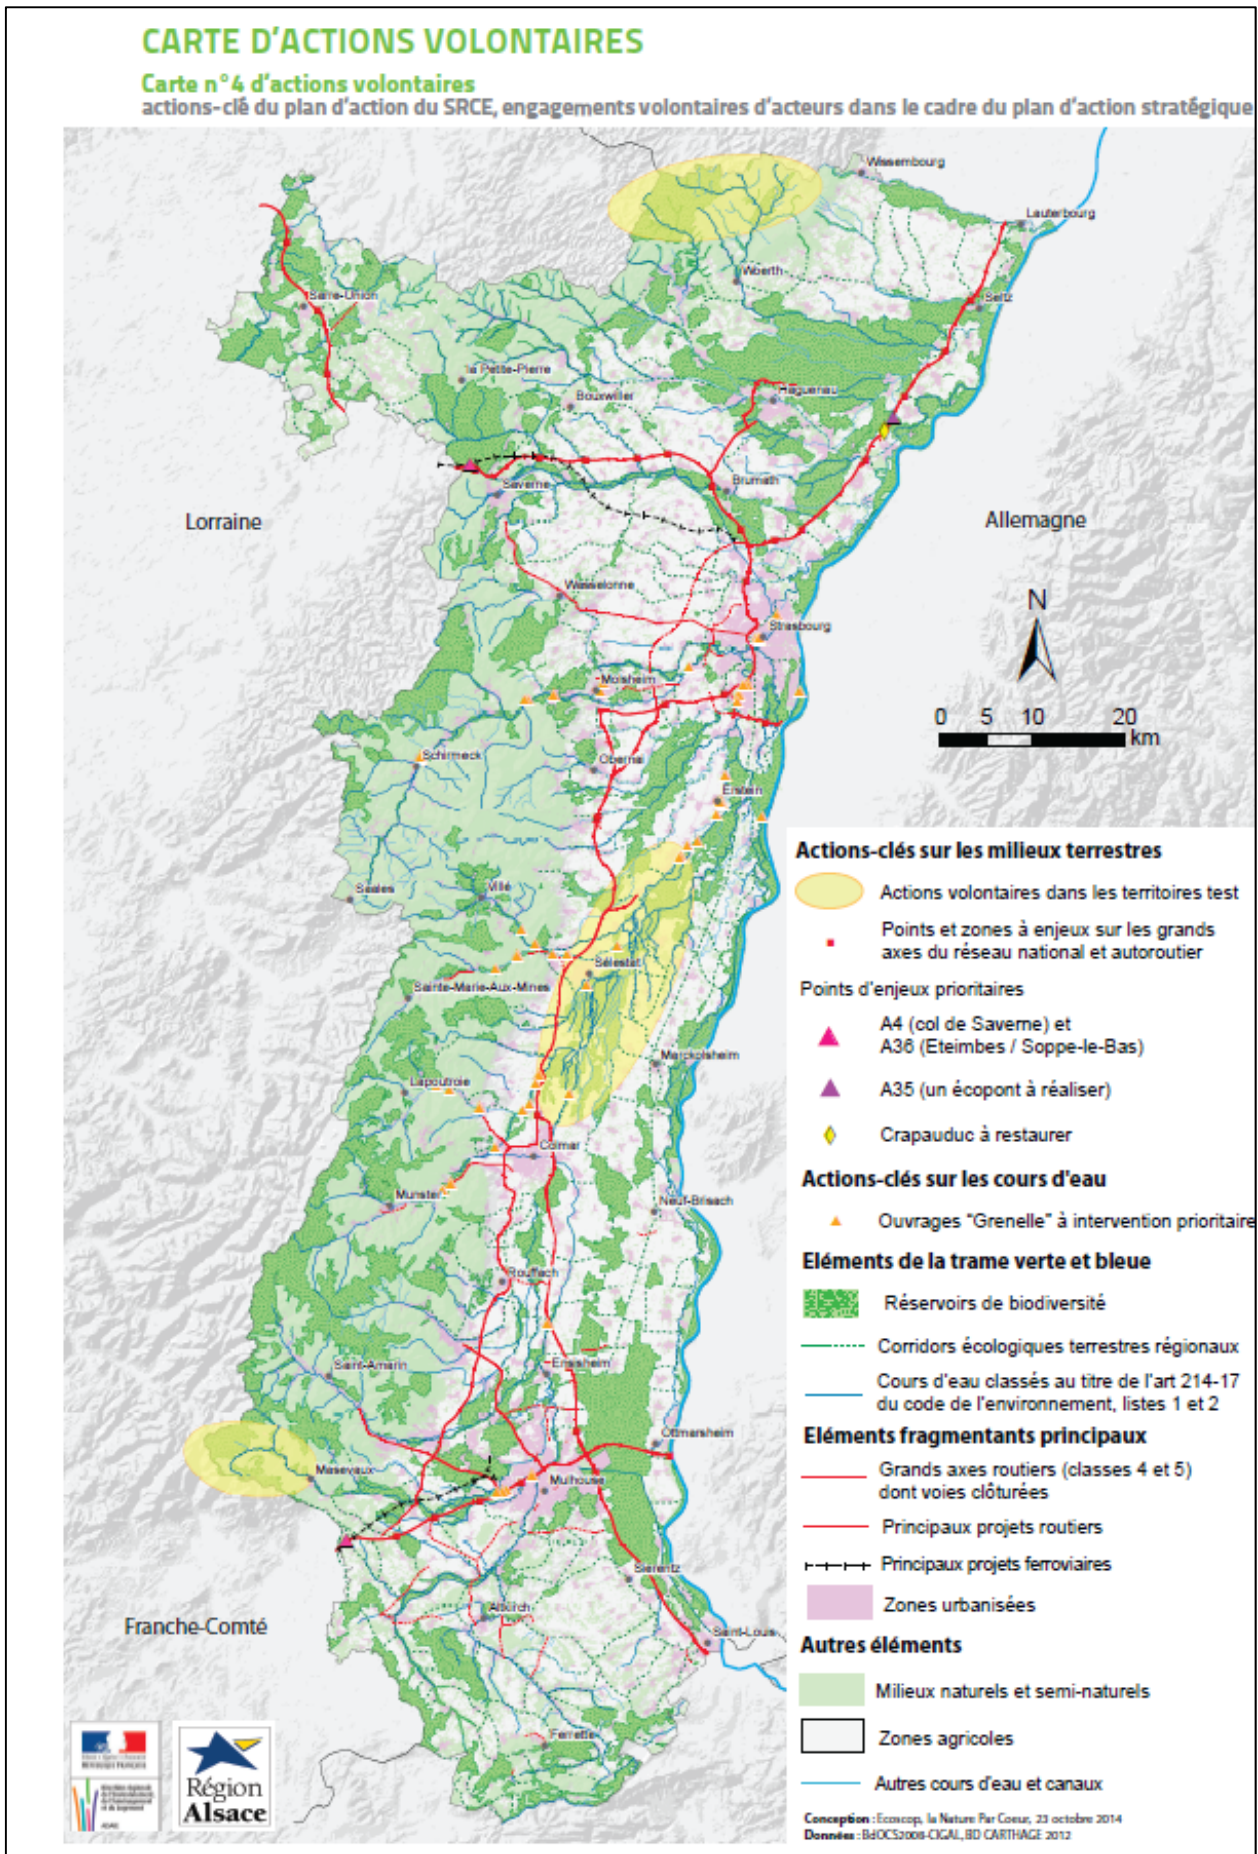 CARTE D'ACTIONS VOLONTAIRES
Carte n°4 d'actions volontaires
actions-clé du plan d'action du SRCE, engagements volontaires d'acteurs dans le cadre du plan d'action stratégique
Wissembourg
Lauterbourg
Woerth
Seltz
Sarre-Union
la Petite-Pierre
Bouxwiller
Haguenau
Saverne
Brumath
Lorraine
Allemagne
Wasselonne
Strasbourg
N
Molsheim
0 5 10 20
km
Schirmeck
Obernai
Erstein
Saales
Villé
Sélestat
Sainte-Marie-Aux-Mines
Marckolsheim
Lapoutroie
Colmar
Munster
Neuf-Brisach
Rouffach
Saint-Amarin
Ensisheim
Ottmarsheim
Masevaux
Mulhouse
Sierentz
Altkirch
Franche-Comté
Saint-Louis
Ferrette
Actions-clés sur les milieux terrestres
Actions volontaires dans les territoires test
Points et zones à enjeux sur les grands
axes du réseau national et autoroutier
Points d'enjeux prioritaires
A4 (col de Saverne) et
A36 (Eteimbes / Soppe-le-Bas)
A35 (un écopont à réaliser)
Crapauduc à restaurer
Actions-clés sur les cours d'eau
Ouvrages "Grenelle" à intervention prioritaire
Eléments de la trame verte et bleue
Réservoirs de biodiversité
Corridors écologiques terrestres régionaux
Cours d'eau classés au titre de l'art 214-17
du code de l'environnement, listes 1 et 2
Eléments fragmentants principaux
Grands axes routiers (classes 4 et 5)
dont voies clôturées
Principaux projets routiers
Principaux projets ferroviaires
Zones urbanisées
Autres éléments
Milieux naturels et semi-naturels
Zones agricoles
Autres cours d'eau et canaux
Conception : Ecoscop, la Nature Par Coeur, 23 octobre 2014
Données : BdOCS2008-CIGAL, BD CARTHAGE 2012
RÉPUBLIQUE FRANÇAISE
Région
Alsace